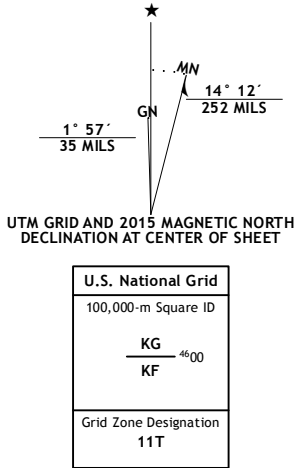 ★
MN
GN
14° 12´
252 MILS
1° 57´
35 MILS
UTM GRID AND 2015 MAGNETIC NORTH
DECLINATION AT CENTER OF SHEET
U.S. National Grid
100,000-m Square ID
KG
4600
KF
Grid Zone Designation
11T